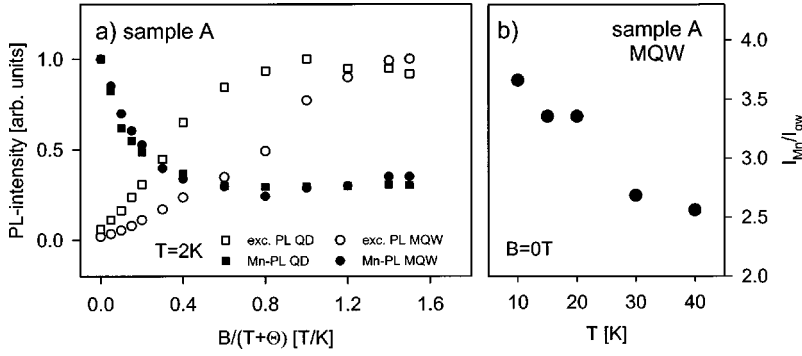 a) sample A
PL-intensity [arb. units]
1.0
0.5
0.0
T=2K
exc. PL QD
exc. PL MQW
Mn-PL QD
Mn-PL MQW
0.0 0.4 0.8 1.2 1.6
B/(T+Θ) [T/K]
b) sample A
MQW
4.0
3.5
3.0
2.5
2.0
I_Mn/I_qw
B=0T
10 20 30 40
T [K]